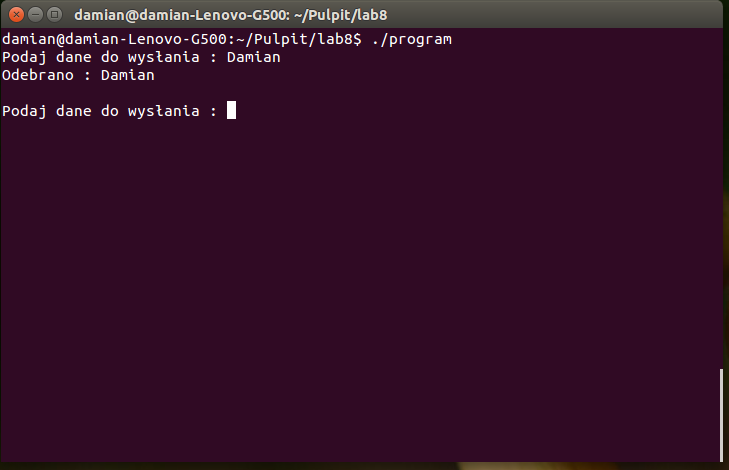 damian@damian-Lenovo-G500: ~/Pulpit/lab8
damian@damian-Lenovo-G500:~/Pulpit/lab8$ ./program
Podaj dane do wysłania : Damian
Odebrano : Damian
Podaj dane do wysłania :